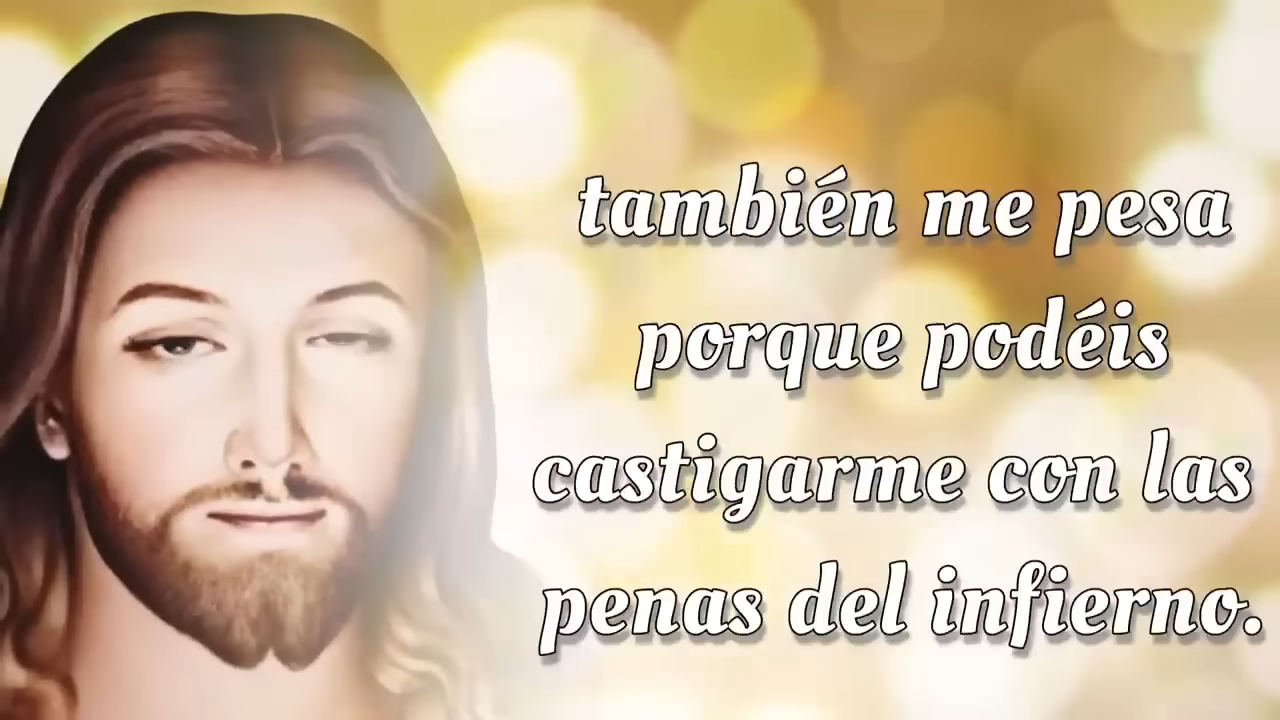 también me pesa
porque podéis
castigarme con las
penas del infierno.